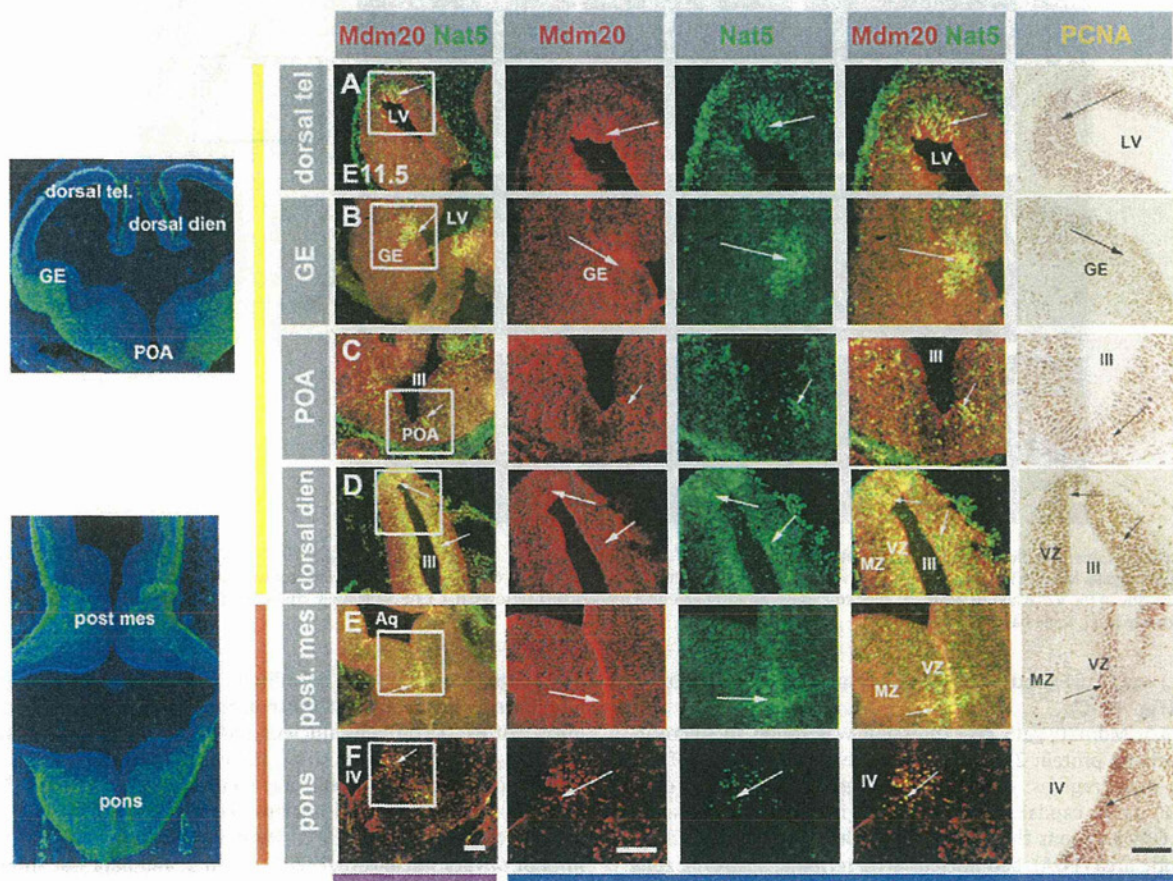 Mdm20 Nat5 Mdm20 Nat5 Mdm20 Nat5 PCNA
dorsal tel.
dorsal dien
GE
POA
post mes
pons
dorsal tel
A
LV
E11.5
LV
LV
GE
B
LV
GE
GE
GE
POA
C
III
POA
III
III
dorsal dien
D
III
VZ
MZ
III
VZ
III
post. mes
E
Aq
VZ
MZ
VZ
MZ
pons
F
IV
IV
IV